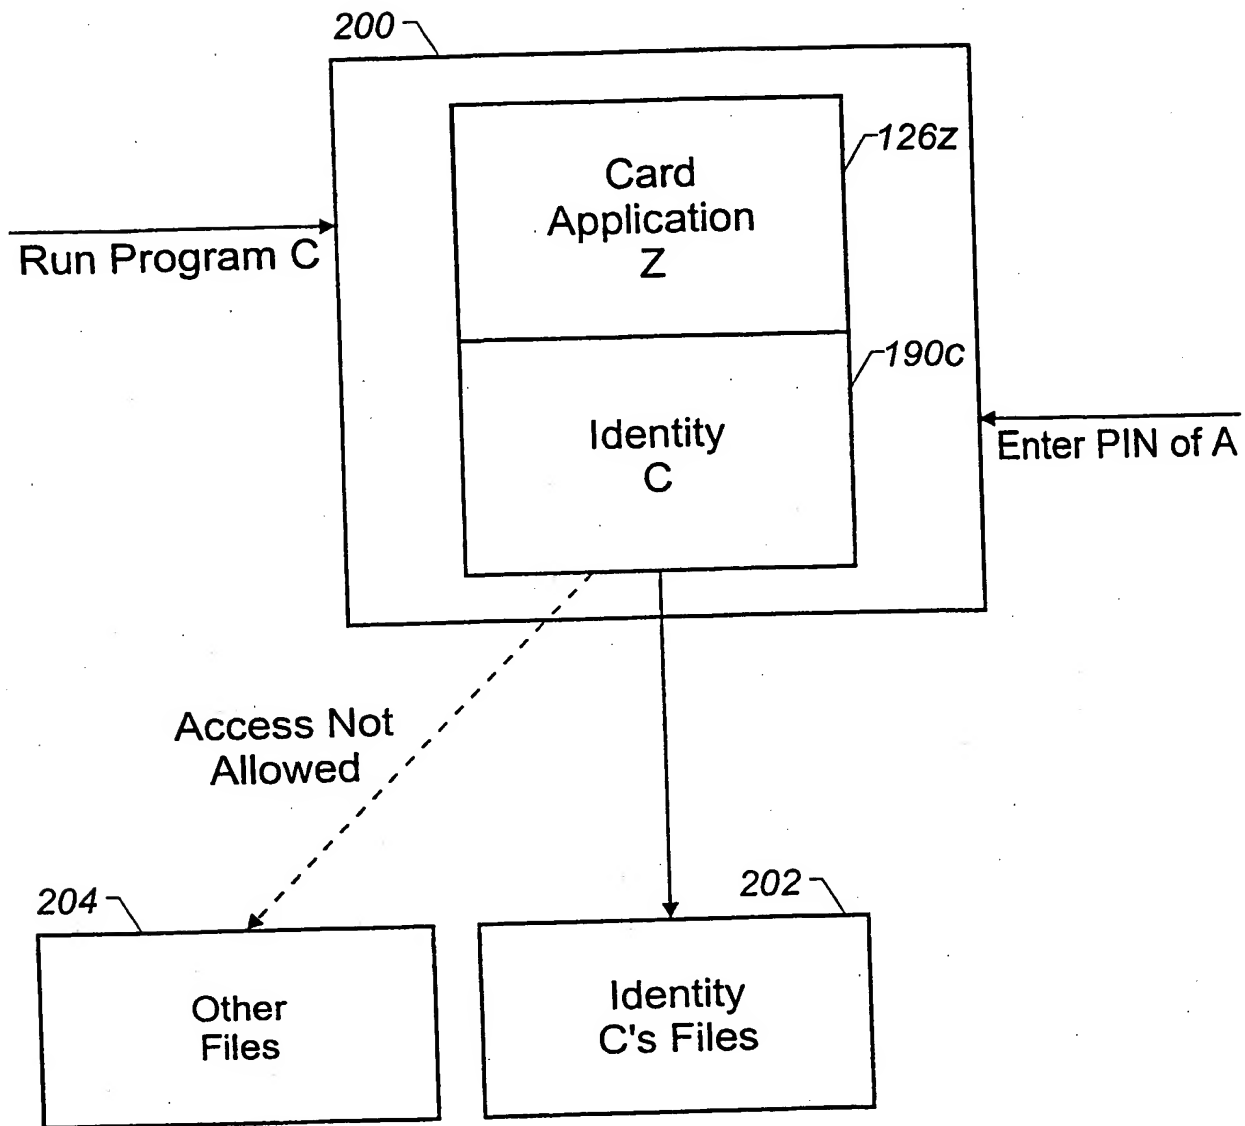 200
126z
Card
Application
Z
Run Program C
190c
Identity
C
Enter PIN of A
Access Not
Allowed
204
202
Other
Files
Identity
C's Files